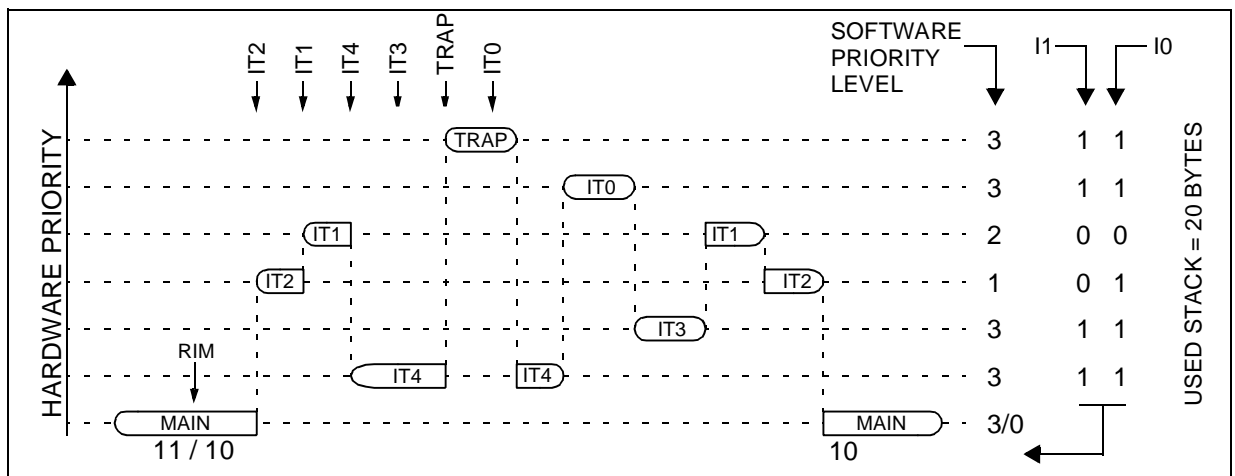 IT2
IT1
IT4
IT3
TRAP
IT0
SOFTWARE
PRIORITY
LEVEL
I1
I0
HARDWARE PRIORITY
USED STACK = 20 BYTES
TRAP
3
1 1
IT0
3
1 1
IT1
IT1
2
0 0
IT2
IT2
1
0 1
IT3
3
1 1
RIM
IT4
IT4
3
1 1
MAIN
MAIN
3/0
11 / 10
10